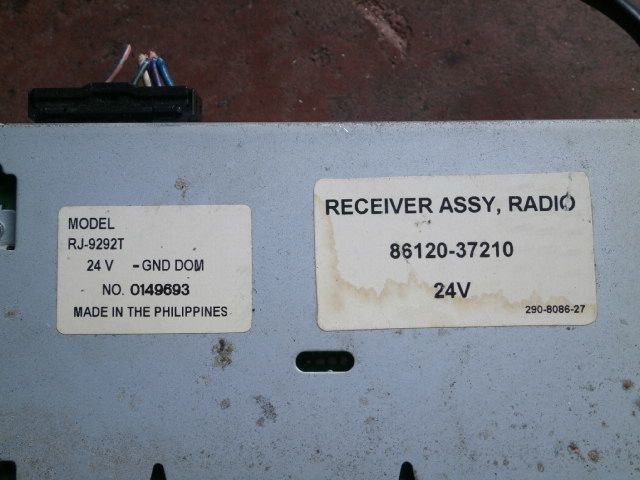 MODEL
RJ-9292T
24 V -GND DOM
NO. 0149693
MADE IN THE PHILIPPINES
RECEIVER ASSY, RADIO
86120-37210
24V
290-8086-27